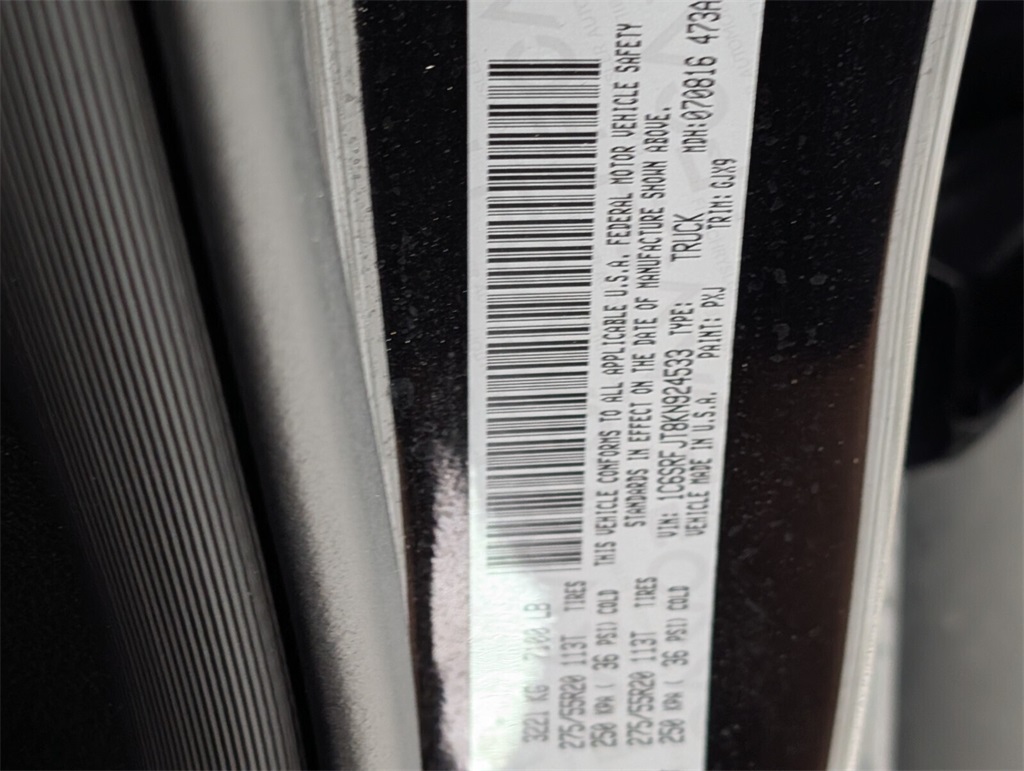 3221 KG 7100 LB
275/55R20 113T TIRES
250 KPA ( 36 PSI) COLD
275/55R20 113T TIRES
250 KPA ( 36 PSI) COLD
THIS VEHICLE CONFORMS TO ALL APPLICABLE U.S.A. FEDERAL MOTOR VEHICLE SAFETY
STANDARDS IN EFFECT ON THE DATE OF MANUFACTURE SHOWN ABOVE.
VIN: 1C6SRFJT8KN924533 TYPE: TRUCK MDH:070816 473A
VEHICLE MADE IN U.S.A. PAINT: PXJ TRIM: GJX9